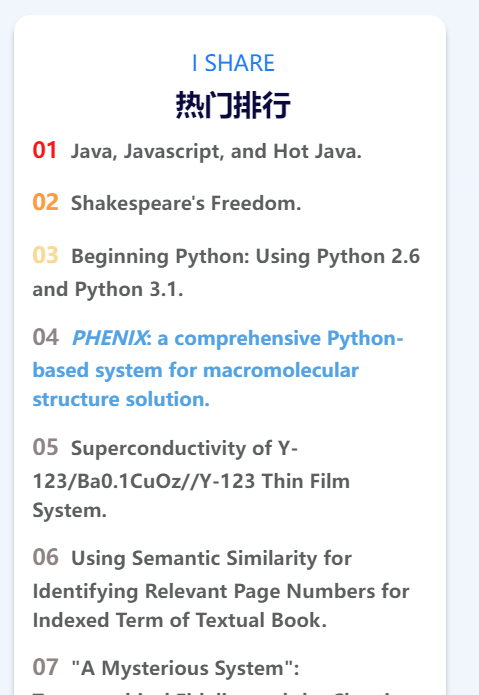 I SHARE
热门排行
01 Java, Javascript, and Hot Java.
02 Shakespeare's Freedom.
03 Beginning Python: Using Python 2.6
and Python 3.1.
04 PHENIX: a comprehensive Python-
based system for macromolecular
structure solution.
05 Superconductivity of Y-
123/Ba0.1CuOz//Y-123 Thin Film
System.
06 Using Semantic Similarity for
Identifying Relevant Page Numbers for
Indexed Term of Textual Book.
07 "A Mysterious System":